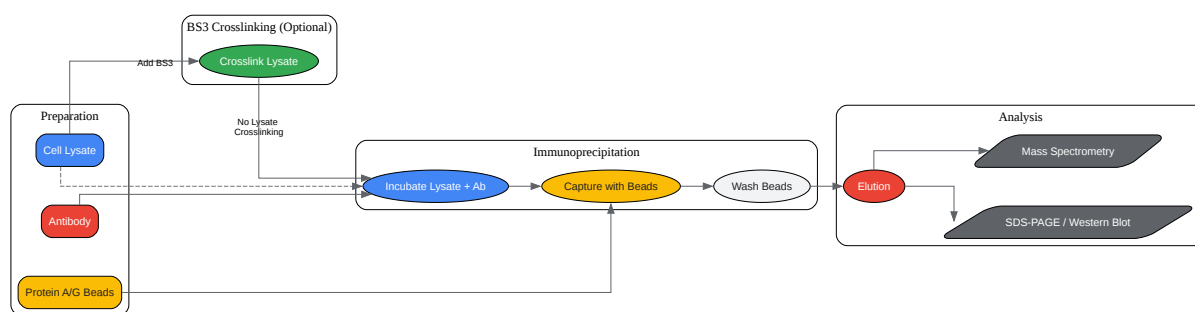 BS3 Crosslinking (Optional)
Crosslink Lysate
Add BS3
Preparation
Cell Lysate
Antibody
Protein A/G Beads
No Lysate
Crosslinking
Immunoprecipitation
Incubate Lysate + Ab
Capture with Beads
Wash Beads
Analysis
Elution
Mass Spectrometry
SDS-PAGE / Western Blot